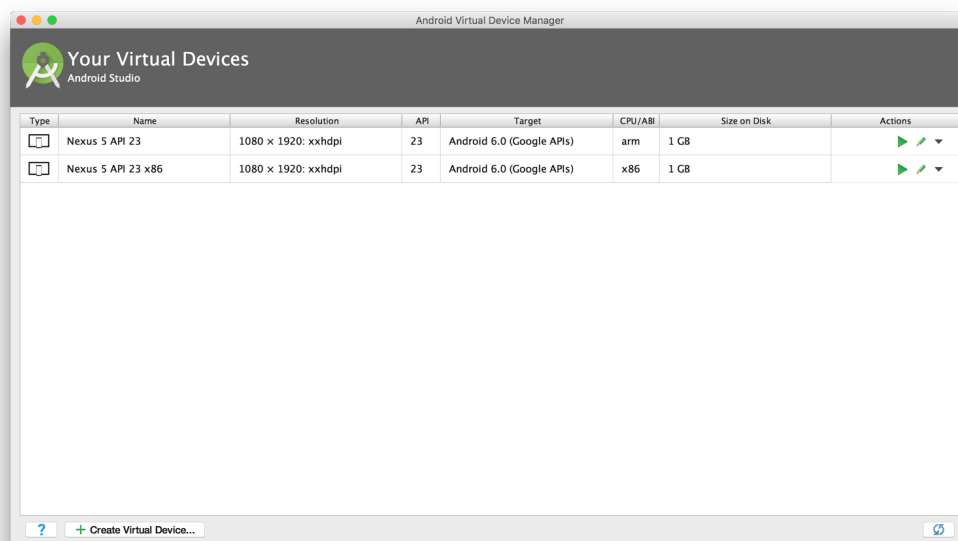 Android Virtual Device Manager
Your Virtual Devices
Android Studio
Type Name Resolution API Target CPU/ABI Size on Disk Actions
Nexus 5 API 23 1080 × 1920: xxhdpi 23 Android 6.0 (Google APIs) arm 1 GB
Nexus 5 API 23 x86 1080 × 1920: xxhdpi 23 Android 6.0 (Google APIs) x86 1 GB
? + Create Virtual Device...